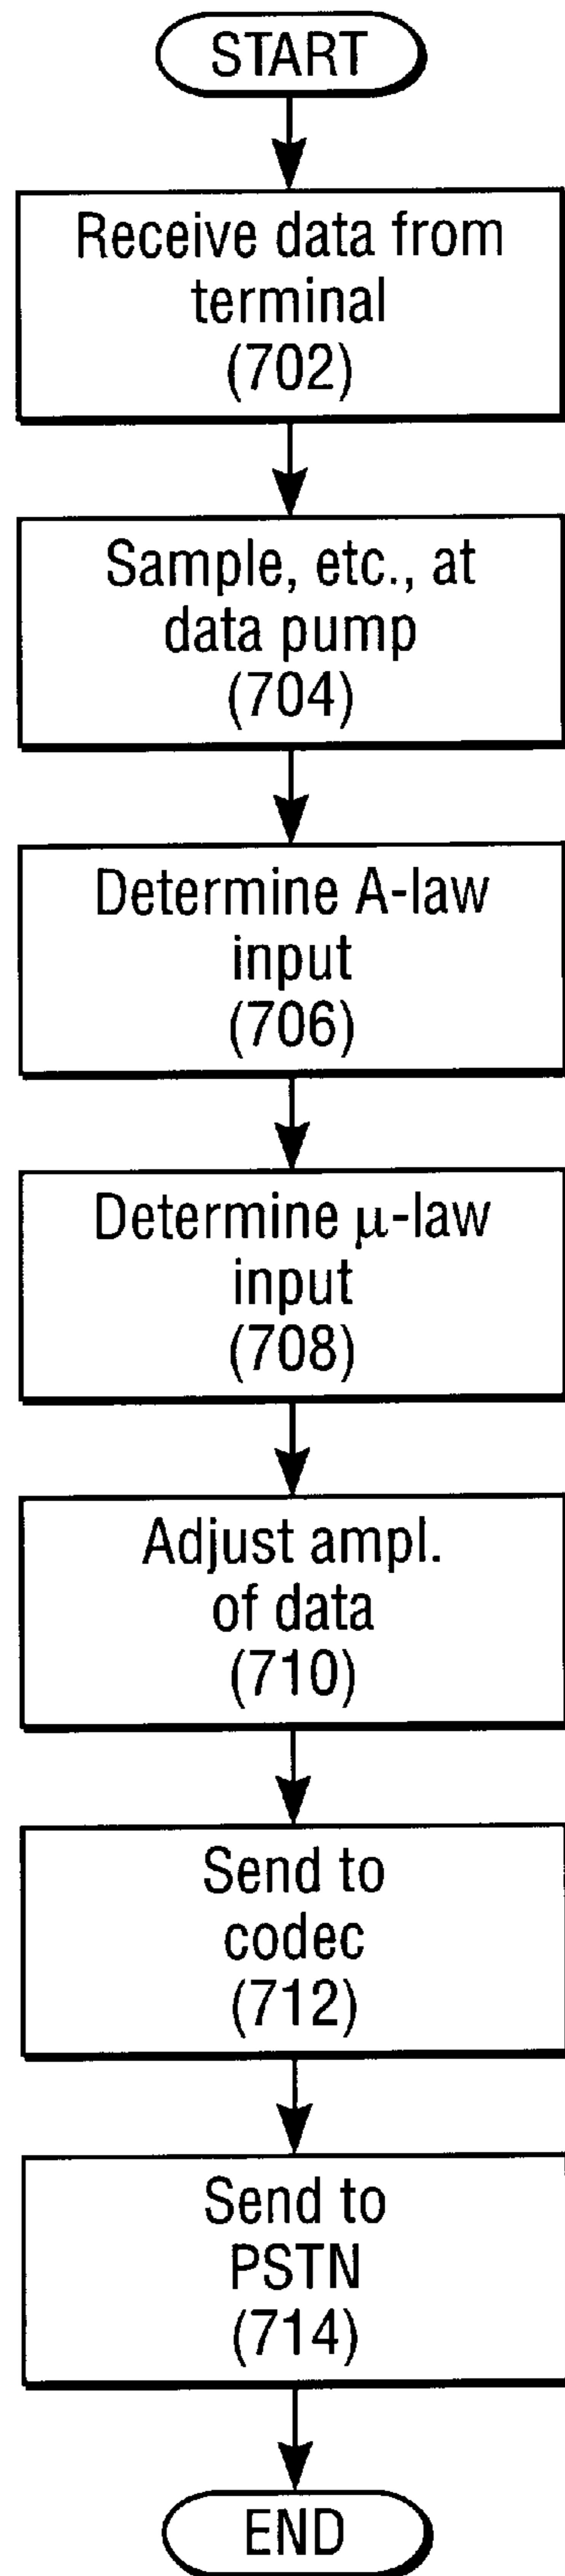 START
Receive data from
terminal
(702)
Sample, etc., at
data pump
(704)
Determine A-law
input
(706)
Determine μ-law
input
(708)
Adjust ampl.
of data
(710)
Send to
codec
(712)
Send to
PSTN
(714)
END